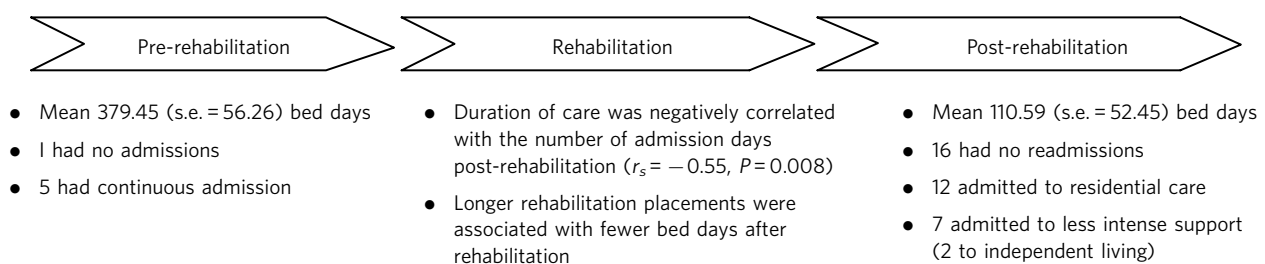 Pre-rehabilitation
Rehabilitation
Post-rehabilitation
● Mean 379.45 (s.e. = 56.26) bed days
● I had no admissions
● 5 had continuous admission
● Duration of care was negatively correlated
with the number of admission days
post-rehabilitation (rs = −0.55, P = 0.008)
● Longer rehabilitation placements were
associated with fewer bed days after
rehabilitation
● Mean 110.59 (s.e. = 52.45) bed days
● 16 had no readmissions
● 12 admitted to residential care
● 7 admitted to less intense support
(2 to independent living)